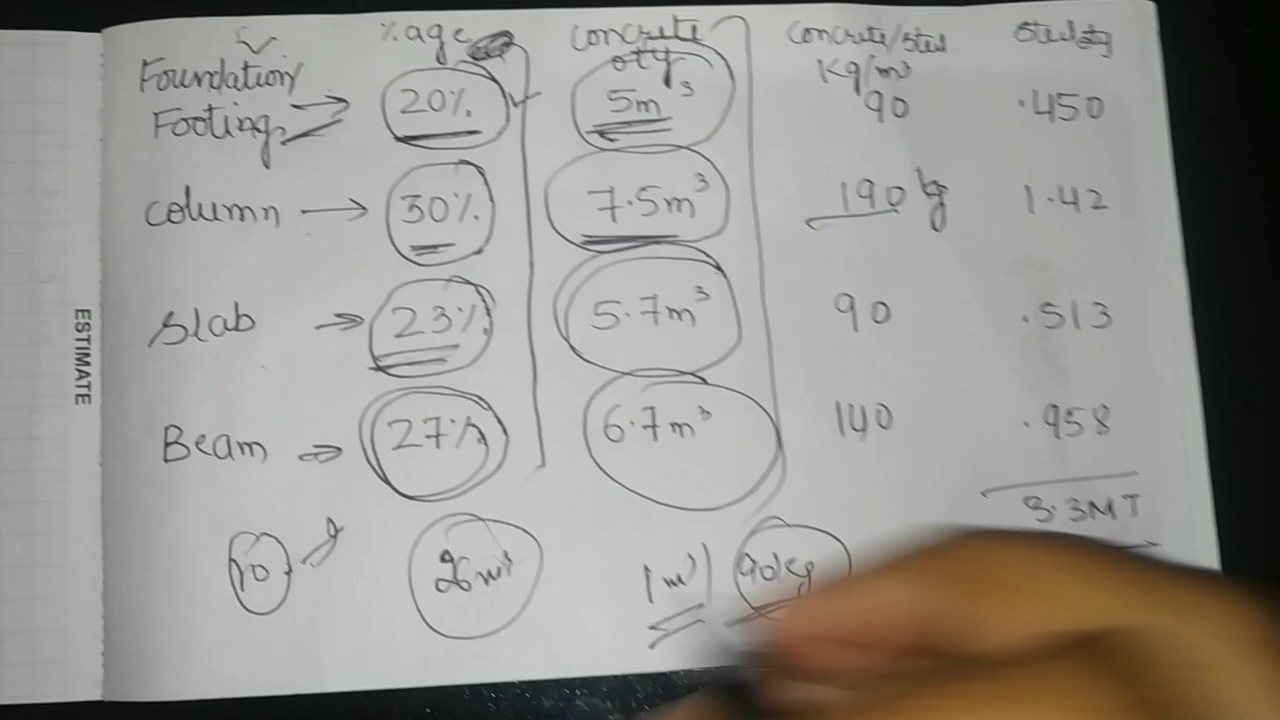 %age concrete concrete/steel Steel qty
Foundation qty Kg/m³
Footing 20% 5m³ 90 .450
column 30% 7.5m³ 190 kg 1.42
slab 23% 5.7m³ 90 .513
Beam 27% 6.7m³ 140 .958
3.3MT
26m³ 1m³ 90kg
ESTIMATE